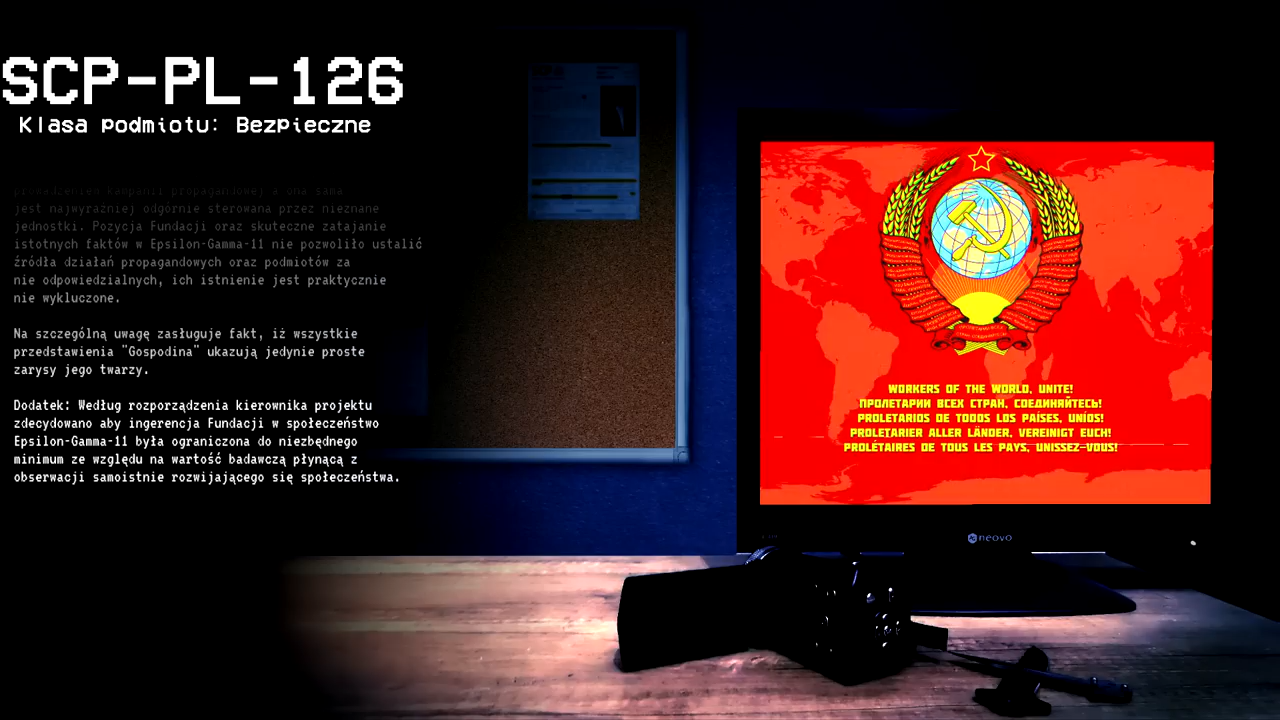 SCP-PL-126
Klasa podmiotu: Bezpieczne
prowadzeniem kampanii propagandowej a ona sama
jest najwyraźniej odgórnie sterowana przez nieznane
jednostki. Pozycja Fundacji oraz skuteczne zatajanie
istotnych faktów w Epsilon-Gamma-11 nie pozwoliło ustalić
źródła działań propagandowych oraz podmiotów za
nie odpowiedzialnych, ich istnienie jest praktycznie
nie wykluczone.
Na szczególną uwagę zasługuje fakt, iż wszystkie
przedstawienia "Gospodina" ukazują jedynie proste
zarysy jego twarzy.
Dodatek: Według rozporządzenia kierownika projektu
zdecydowano aby ingerencja Fundacji w społeczeństwo
Epsilon-Gamma-11 była ograniczona do niezbędnego
minimum ze względu na wartość badawczą płynącą z
obserwacji samoistnie rozwijającego się społeczeństwa.
WORKERS OF THE WORLD, UNITE!
ПРОЛЕТАРИИ ВСЕХ СТРАН, СОЕДИНЯЙТЕСЬ!
PROLETARIOS DE TODOS LOS PAÍSES, UNÍOS!
PROLETARIER ALLER LÄNDER, VEREINIGT EUCH!
PROLÉTAIRES DE TOUS LES PAYS, UNISSEZ-VOUS!
neovo